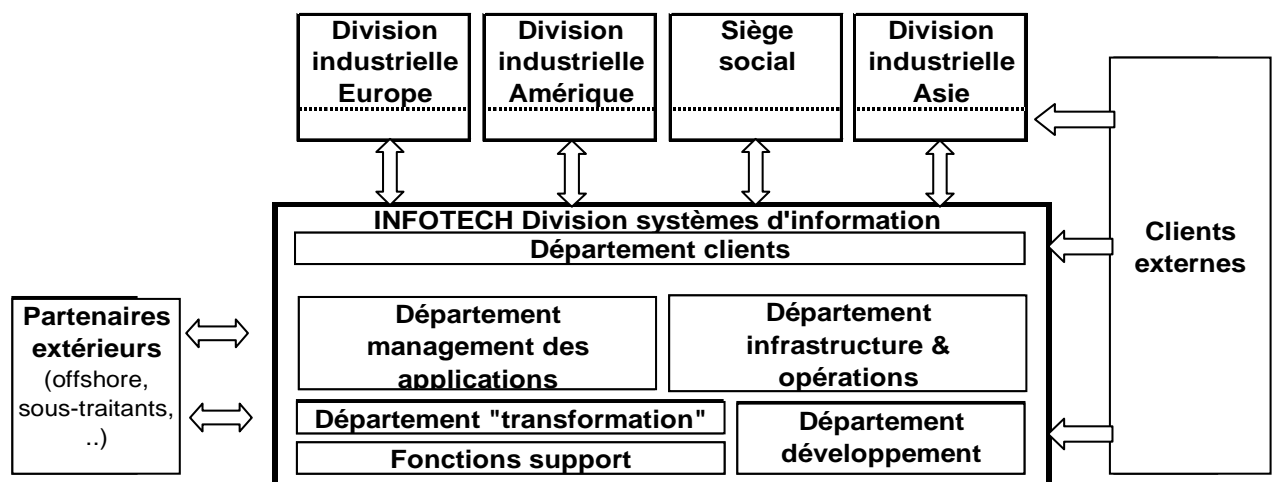 Division
industrielle
Europe
Division
industrielle
Amérique
Siège
social
Division
industrielle
Asie
INFOTECH Division systèmes d'information
Département clients
Clients
externes
Partenaires
extérieurs
(offshore,
sous-traitants,
..)
Département
management des
applications
Département
infrastructure &
opérations
Département "transformation"
Fonctions support
Département
développement